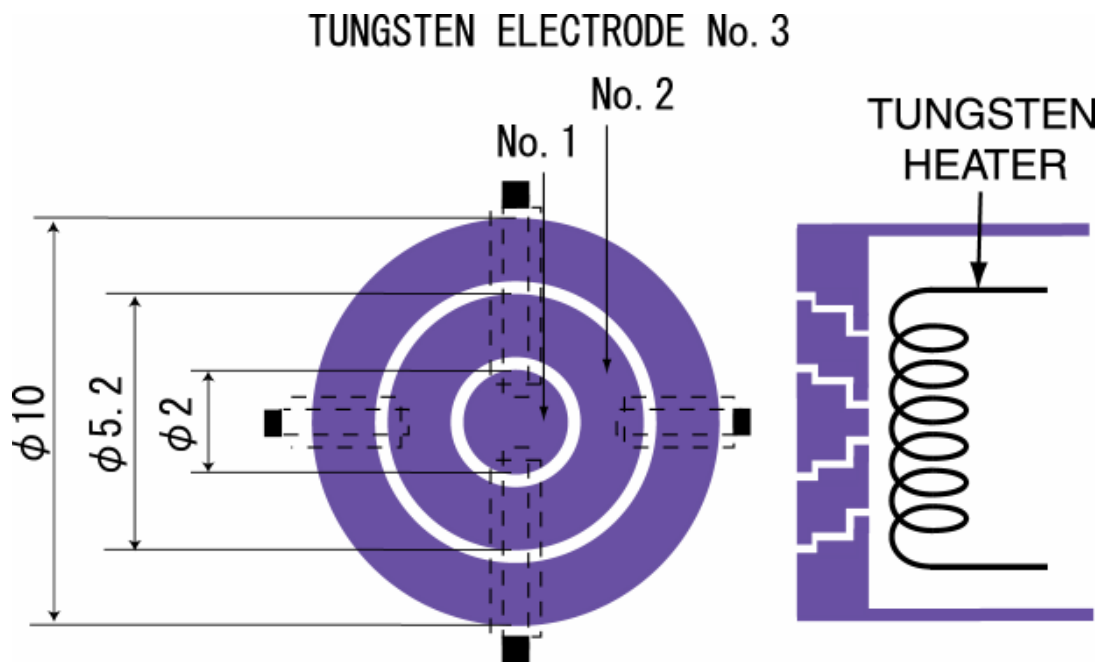 TUNGSTEN ELECTRODE No.3
No.2
No.1
TUNGSTEN
HEATER
φ10
φ5.2
φ2